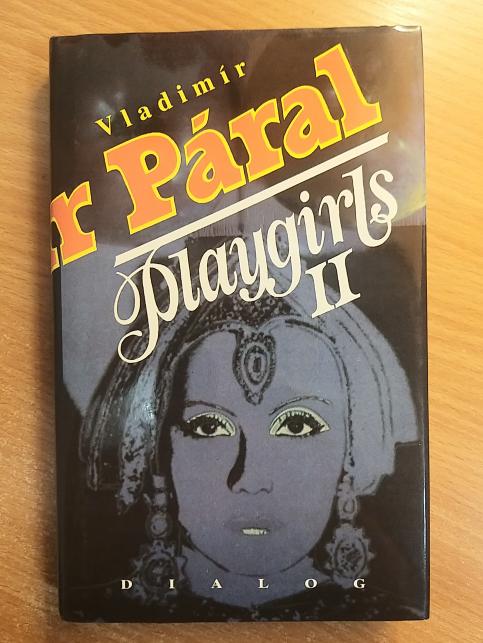 Vladimír
r Páral
Playgirls
II
DIALOG